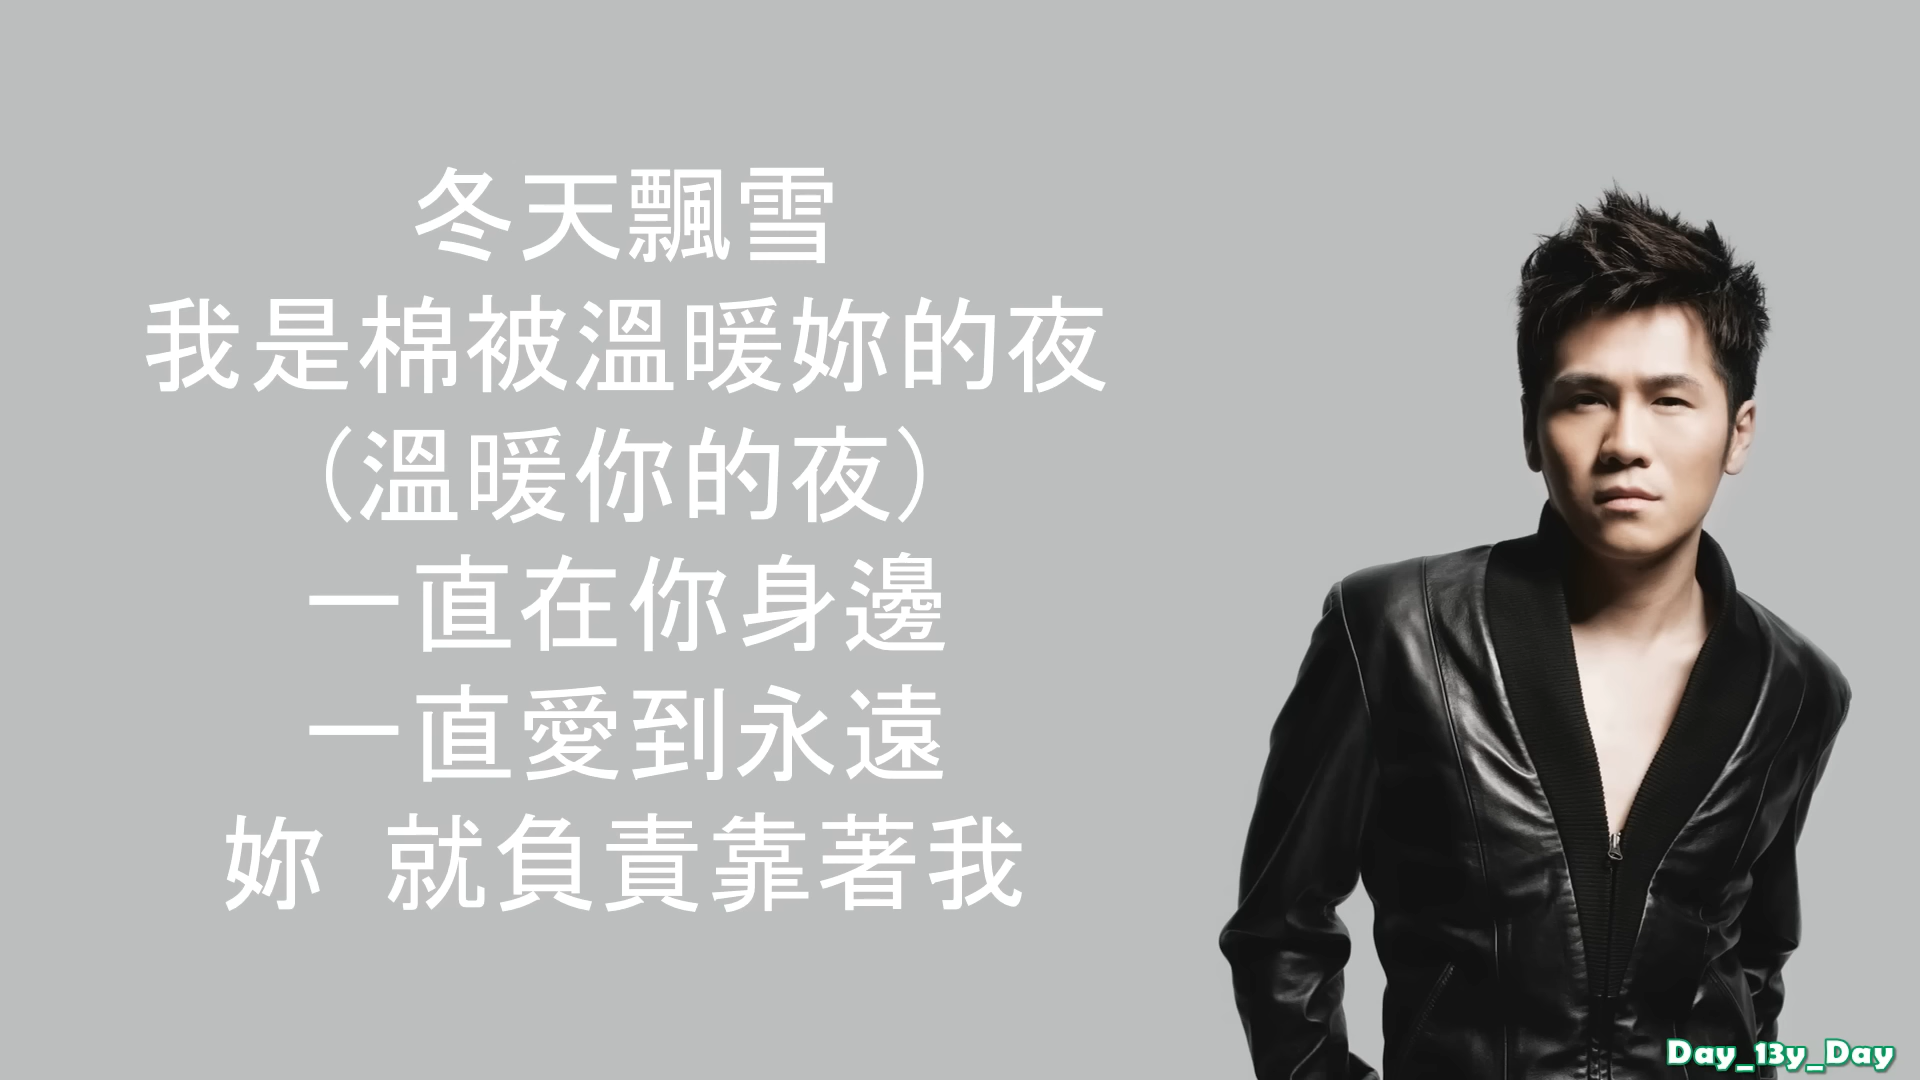 冬天飄雪
我是棉被溫暖妳的夜
(溫暖你的夜)
一直在你身邊
一直愛到永遠
妳 就負責靠著我
Day_13y_Day